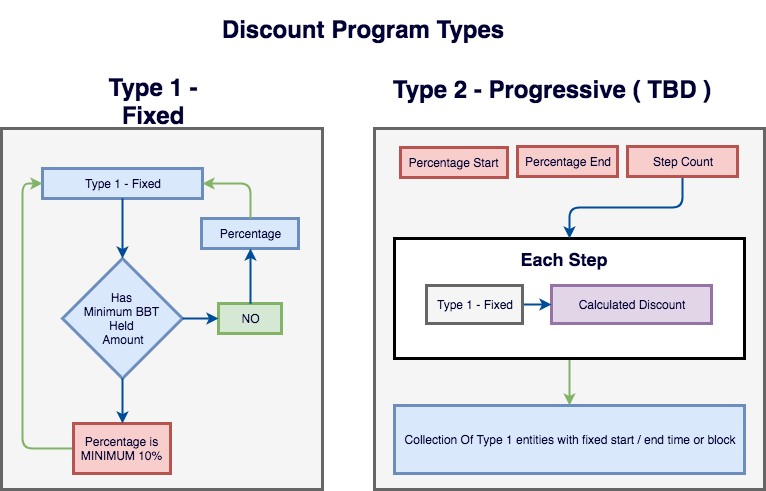 Discount Program Types
Type 1 -
Fixed
Type 1 - Fixed
Percentage
Has
Minimum BBT
Held
Amount
NO
Percentage is
MINIMUM 10%
Type 2 - Progressive ( TBD )
Percentage Start
Percentage End
Step Count
Each Step
Type 1 - Fixed
Calculated Discount
Collection Of Type 1 entities with fixed start / end time or block